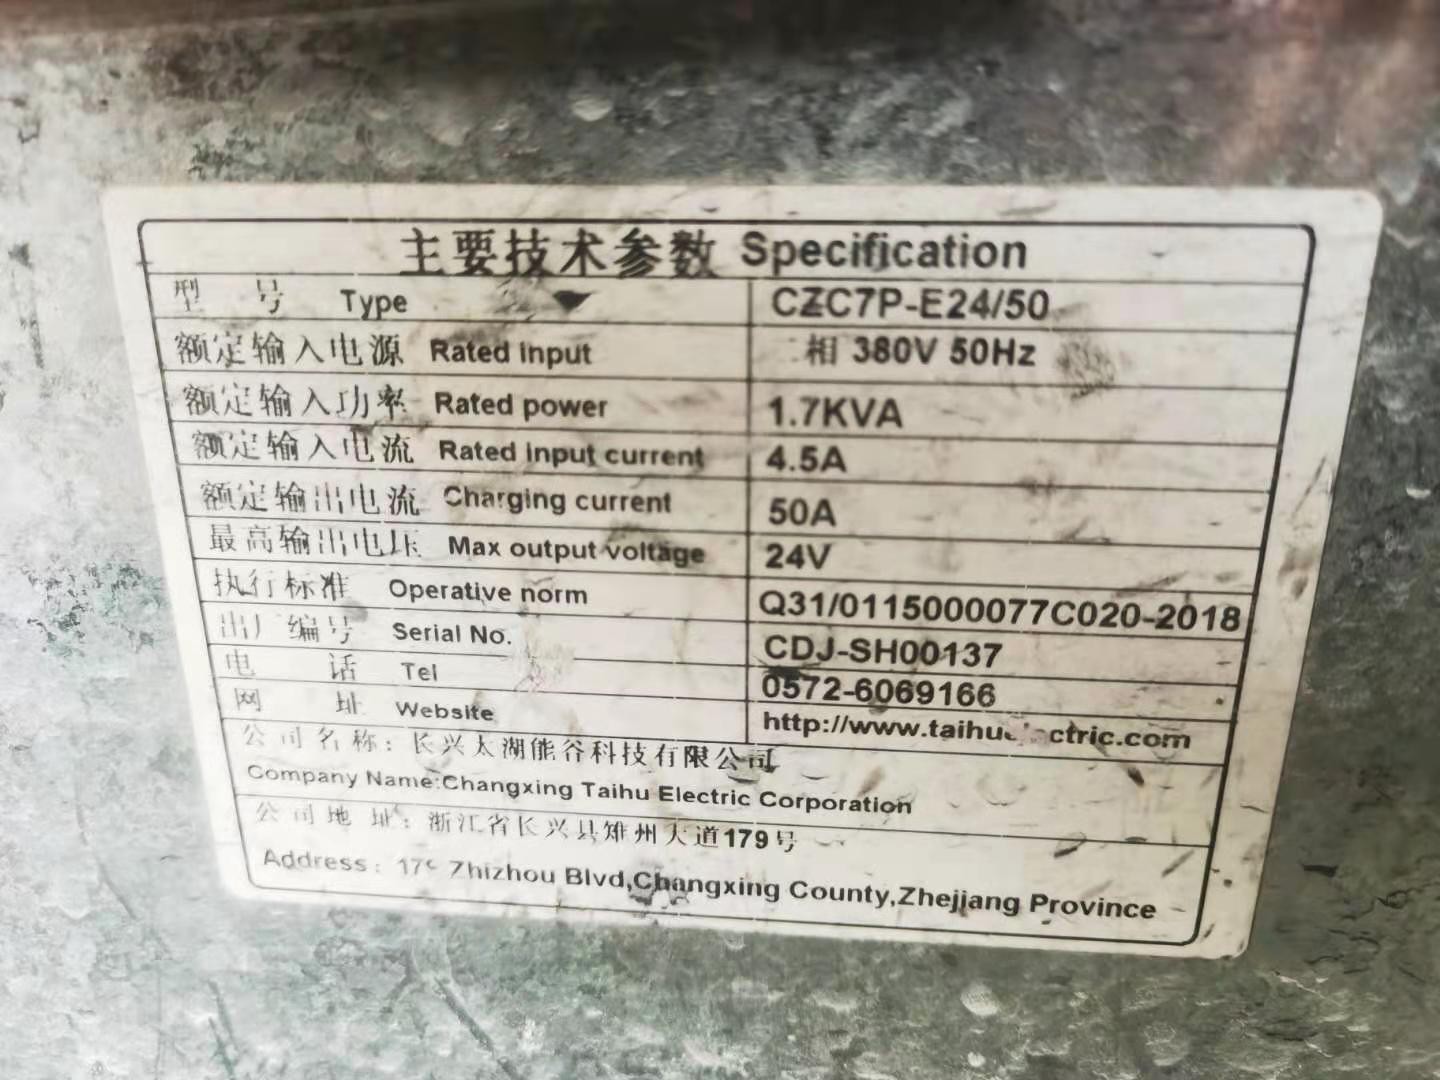 主要技术参数 Specification
型 号 Type CZC7P-E24/50
额定输入电源 Rated input 相 380V 50Hz
额定输入功率 Rated power 1.7KVA
额定输入电流 Rated input current 4.5A
额定输出电流 Charging current 50A
最高输出电压 Max output voltage 24V
执行标准 Operative norm Q31/0115000077C020-2018
出厂编号 Serial No. CDJ-SH00137
电 话 Tel 0572-6069166
网 址 Website
公司名称：长兴太湖能谷科技有限公司
Company Name:Changxing Taihu Electric Corporation
公司地址：浙江省长兴县雉州大道179号
Address: Zhizhou Blvd,Changxing County,Zhejiang Province